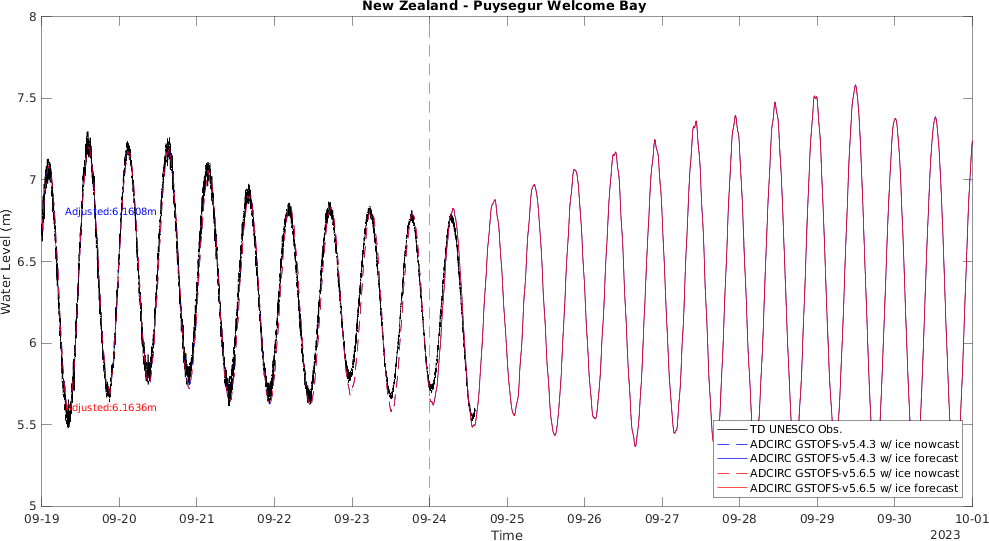 New Zealand - Puysegur Welcome Bay
8
7.5
7
6.5
6
5.5
5
Water Level (m)
Adjusted:6.1608m
Adjusted:6.1636m
TD UNESCO Obs.
ADCIRC GSTOFS-v5.4.3 w/ ice nowcast
ADCIRC GSTOFS-v5.4.3 w/ ice forecast
ADCIRC GSTOFS-v5.6.5 w/ ice nowcast
ADCIRC GSTOFS-v5.6.5 w/ ice forecast
09-19 09-20 09-21 09-22 09-23 09-24 09-25 09-26 09-27 09-28 09-29 09-30 10-01
Time
2023